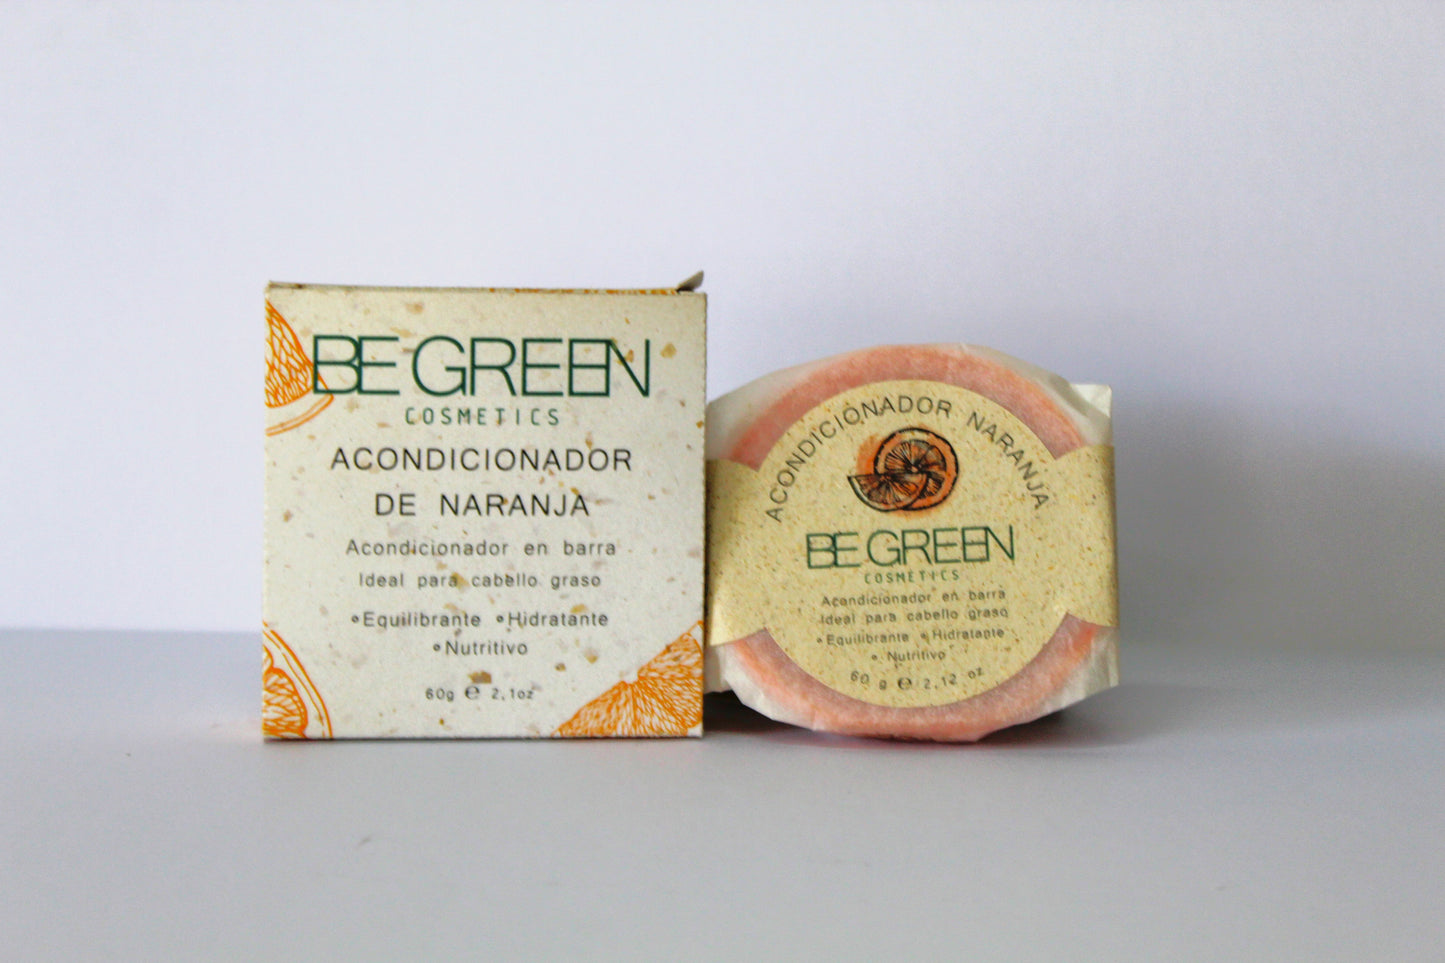 BE GREEN
COSMETICS
ACONDICIONADOR
DE NARANJA
Acondicionador en barra
Ideal para cabello graso
•Equilibrante •Hidratante
•Nutritivo
60g e 2,1oz
ACONDICIONADOR NARANJA
BE GREEN
COSMETICS
Acondicionador en barra
Ideal para cabello graso
•Equilibrante •Hidratante
• Nutritivo
60 g e 2.12 oz